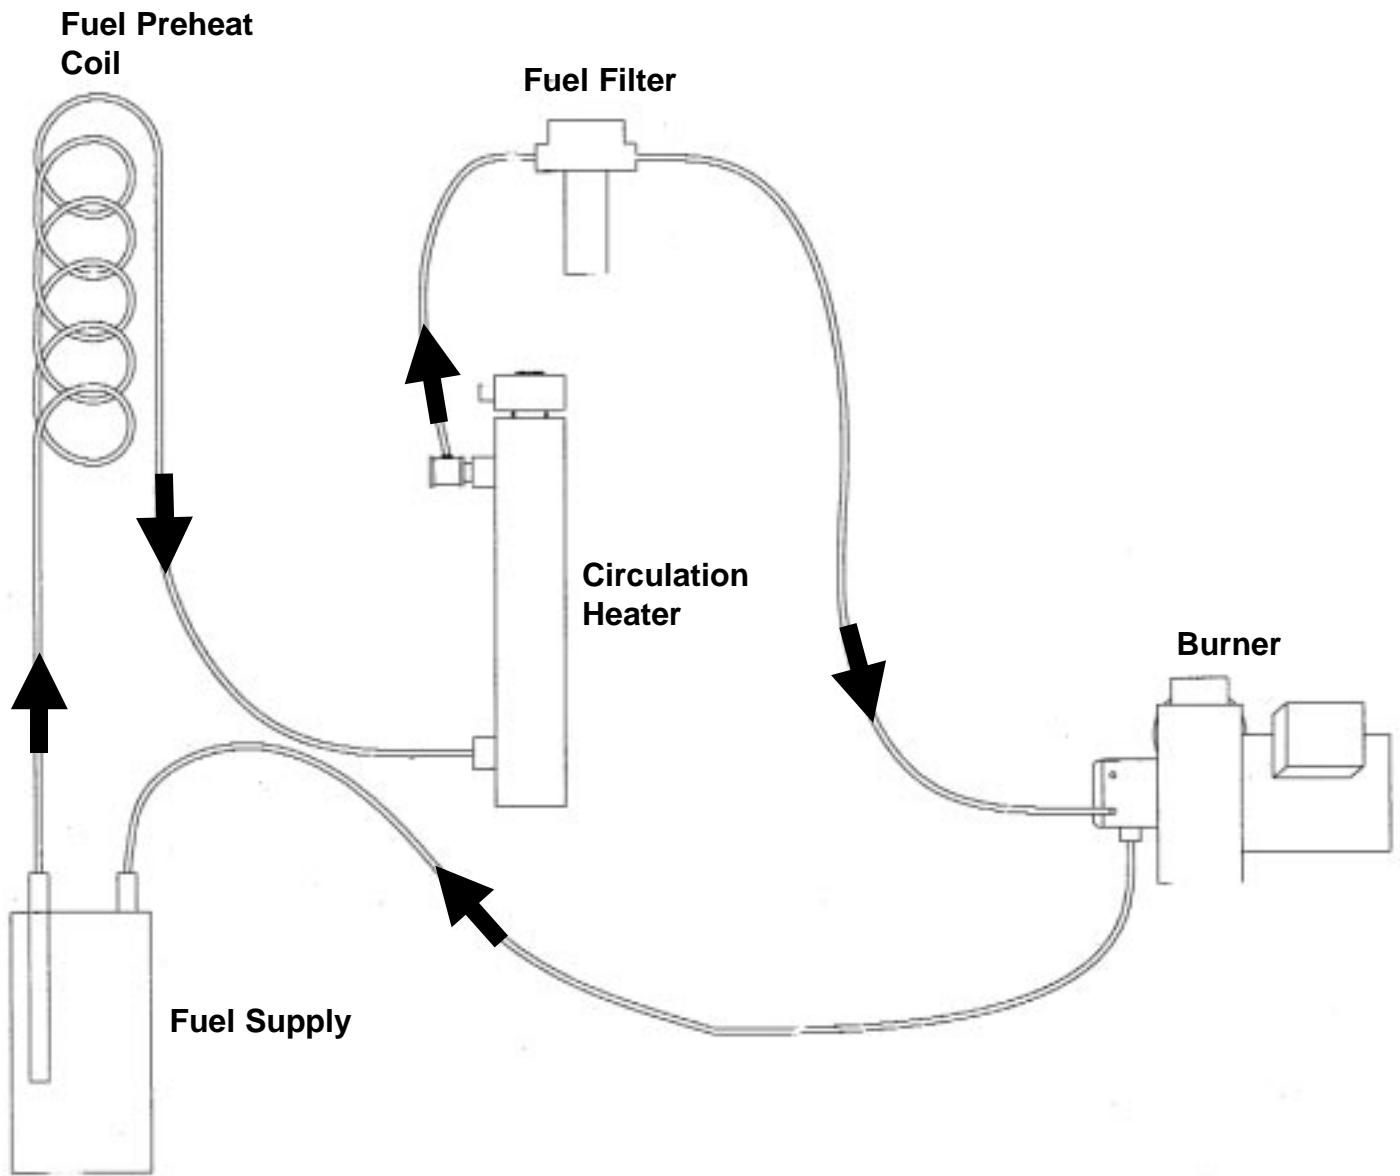 Fuel Preheat
Coil
Fuel Filter
Circulation
Heater
Burner
Fuel Supply